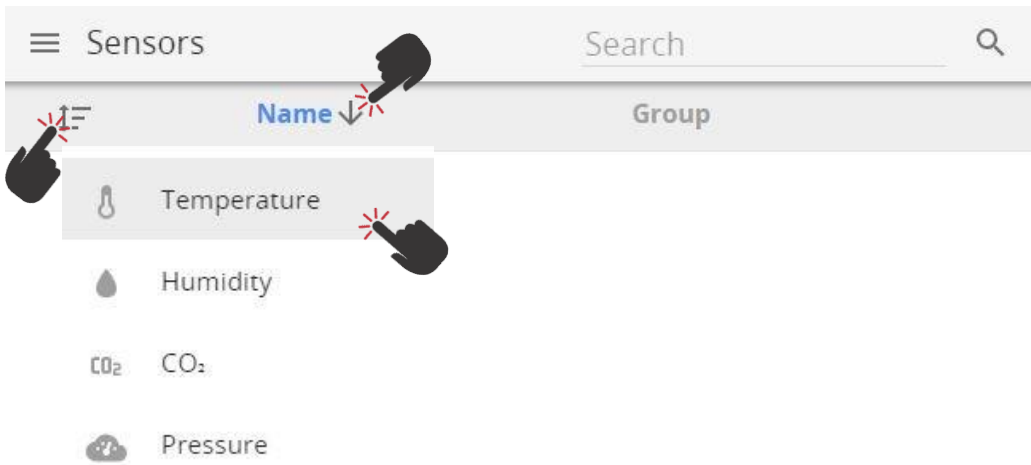 Sensors Search
Name Group
Temperature
Humidity
CO2 CO₂
Pressure